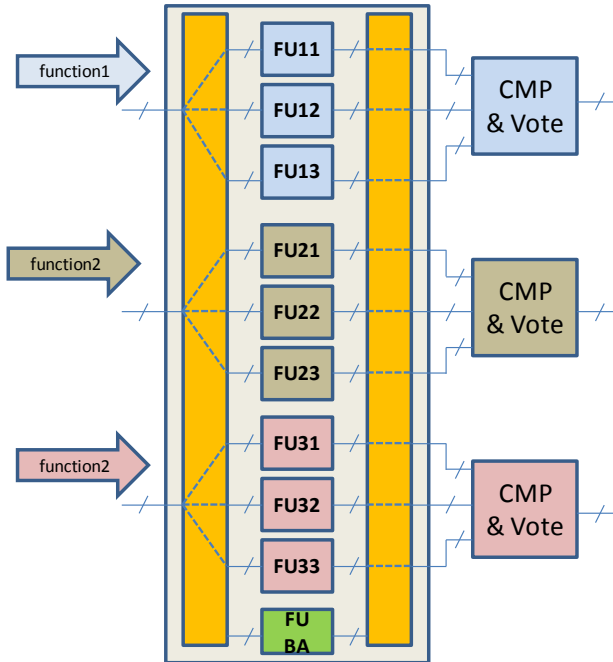 function1
FU11
FU12
FU13
CMP
& Vote
function2
FU21
FU22
FU23
CMP
& Vote
function2
FU31
FU32
FU33
CMP
& Vote
FU
BA